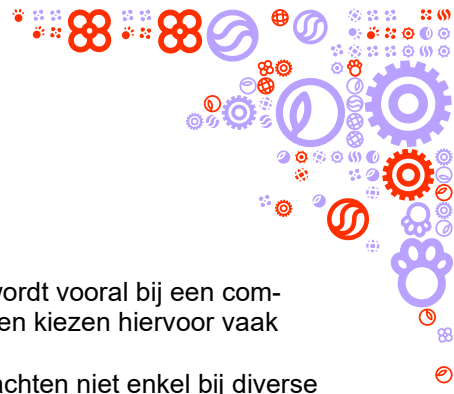 wordt vooral bij een com-
en kiezen hiervoor vaak
achten niet enkel bij diverse